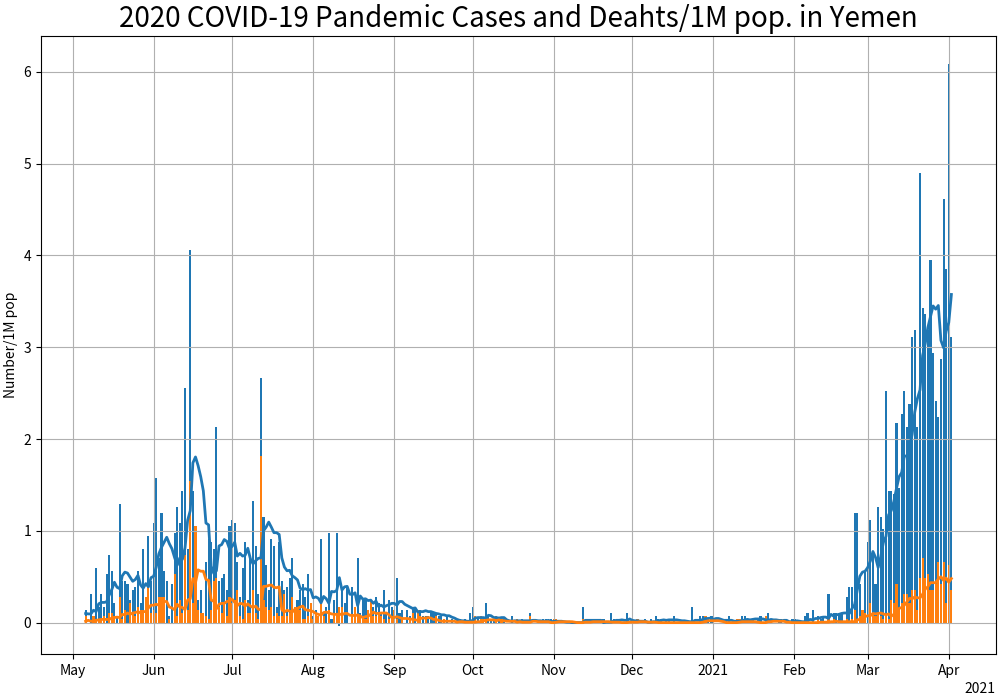 2020 COVID-19 Pandemic Cases and Deahts/1M pop. in Yemen
Number/1M pop
6
5
4
3
2
1
0
May Jun Jul Aug Sep Oct Nov Dec 2021 Feb Mar Apr
2021